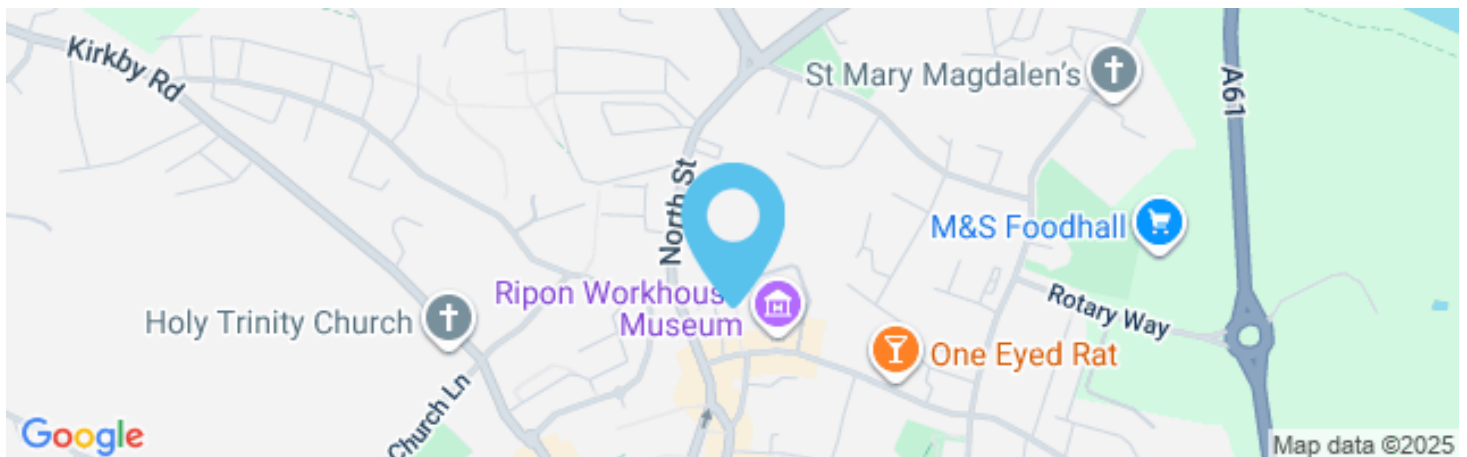 Kirkby Rd
St Mary Magdalen's
A61
North St
M&S Foodhall
Ripon Workhous
Museum
Rotary Way
Holy Trinity Church
One Eyed Rat
Church Ln
Google
Map data ©2025